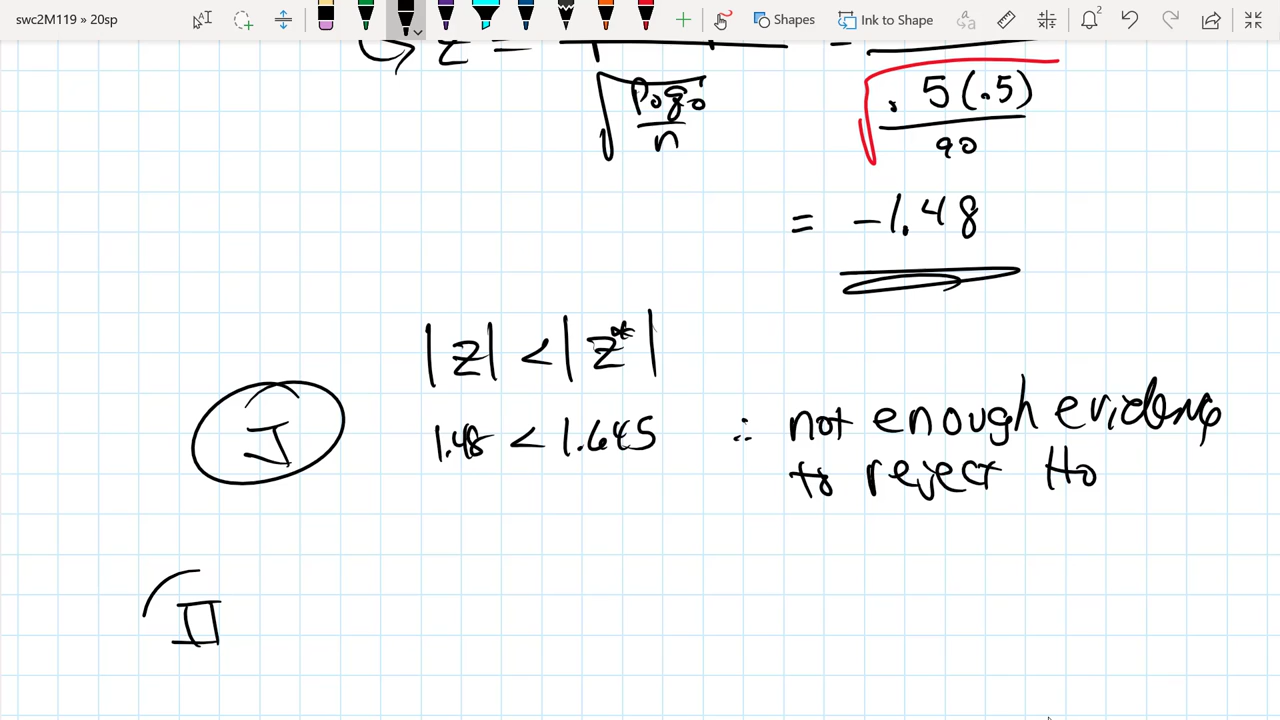 swc2M119 » 20sp
Shapes
Ink to Shape
z =
√ p₀q₀ / n
√ .5(.5) / 90
= -1.48
|z| < |z*|
I
1.48 < 1.645 ∴ not enough evidence
to reject H₀
II